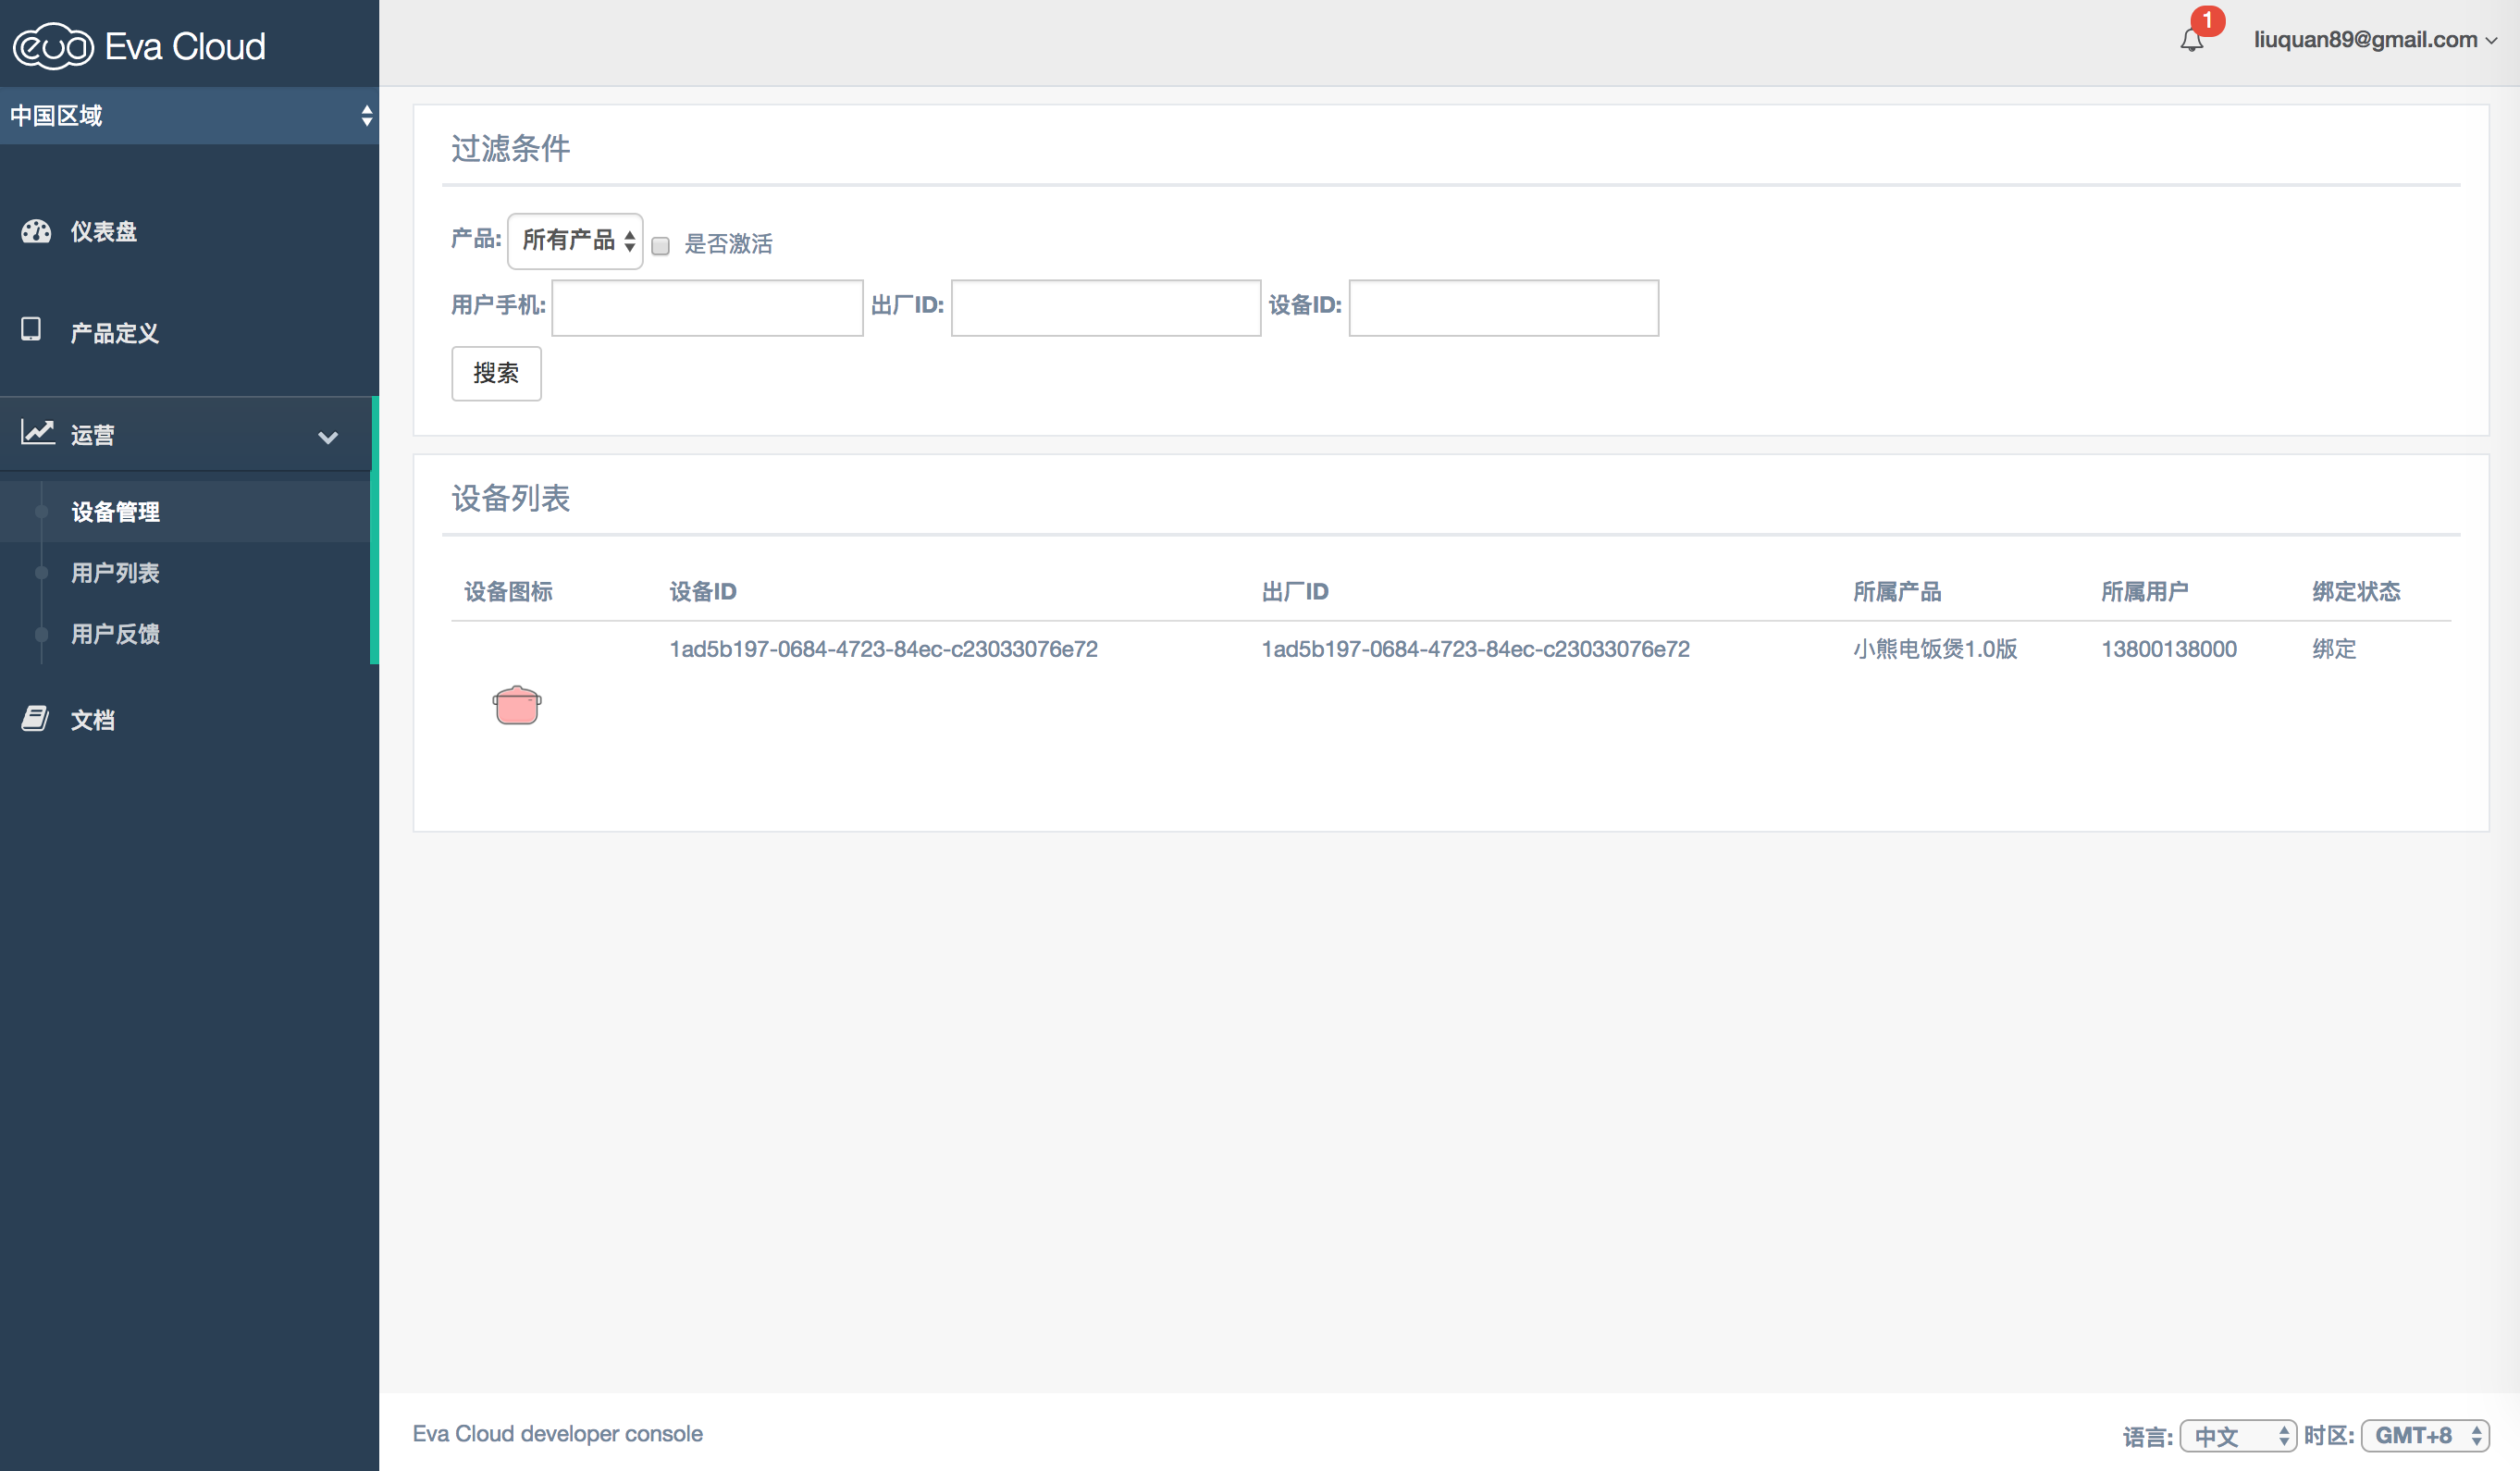 eva Eva Cloud
1
liuquan89@gmail.com
中国区域
仪表盘
产品定义
运营
设备管理
用户列表
用户反馈
文档
过滤条件
产品: 所有产品 是否激活
用户手机: 出厂ID: 设备ID:
搜索
设备列表
设备图标 设备ID 出厂ID 所属产品 所属用户 绑定状态
1ad5b197-0684-4723-84ec-c23033076e72 1ad5b197-0684-4723-84ec-c23033076e72 小熊电饭煲1.0版 13800138000 绑定
Eva Cloud developer console
语言: 中文 时区: GMT+8